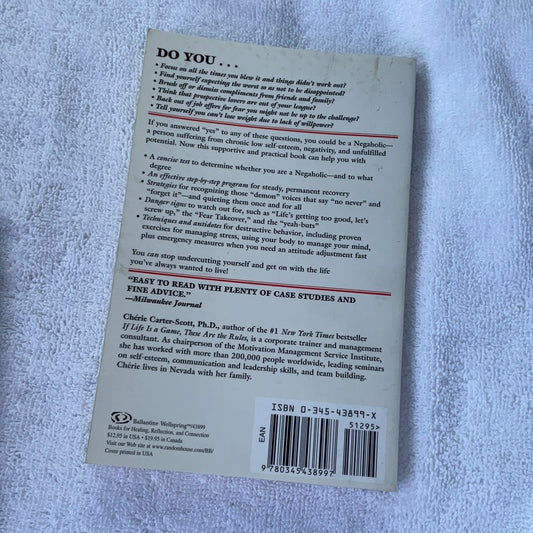 DO YOU . . .
• Focus on all the times you blew it and things didn't work out?
• Find yourself expecting the worst so as not to be disappointed?
• Brush off or dismiss compliments from friends and family?
• Think that prospective lovers are out of your league?
• Back out of job offers for fear you might not be up to the challenge?
• Tell yourself you can't lose weight due to lack of willpower?
If you answered "yes" to any of these questions, you could be a Negaholic—
a person suffering from chronic low self-esteem, negativity, and unfulfilled
potential. Now this supportive and practical book can help you with
• A concise test to determine whether you are a Negaholic—and to what
degree
• An effective step-by-step program for steady, permanent recovery
• Strategies for recognizing those "demon" voices that say "no never" and
"forget it"—and quieting them once and for all
• Danger signs to watch out for, such as "Life's getting too good, let's
screw up," the "Fear Takeover," and the "yeah-buts"
• Techniques and antidotes for destructive behavior, including proven
exercises for managing stress, using your body to manage your mind,
plus emergency measures when you need an attitude adjustment fast
You can stop undercutting yourself and get on with the life
you've always wanted to live!
"EASY TO READ WITH PLENTY OF CASE STUDIES AND
FINE ADVICE."
—Milwaukee Journal
Chérie Carter-Scott, Ph.D., author of the #1 New York Times bestseller
If Life Is a Game, These Are the Rules, is a corporate trainer and management
consultant. As chairperson of the Motivation Management Service Institute,
she has worked with more than 200,000 people worldwide, leading seminars
on self-esteem, communication and leadership skills, and team building.
Chérie lives in Nevada with her family.
Ballantine Wellspring™/43899
Books for Healing, Reflection, and Connection
$12.95 in USA • $19.95 in Canada
Visit our Web site at www.randomhouse.com/BB/
Cover printed in USA
ISBN 0-345-43899-X
51295>
EAN
9 780345 438997